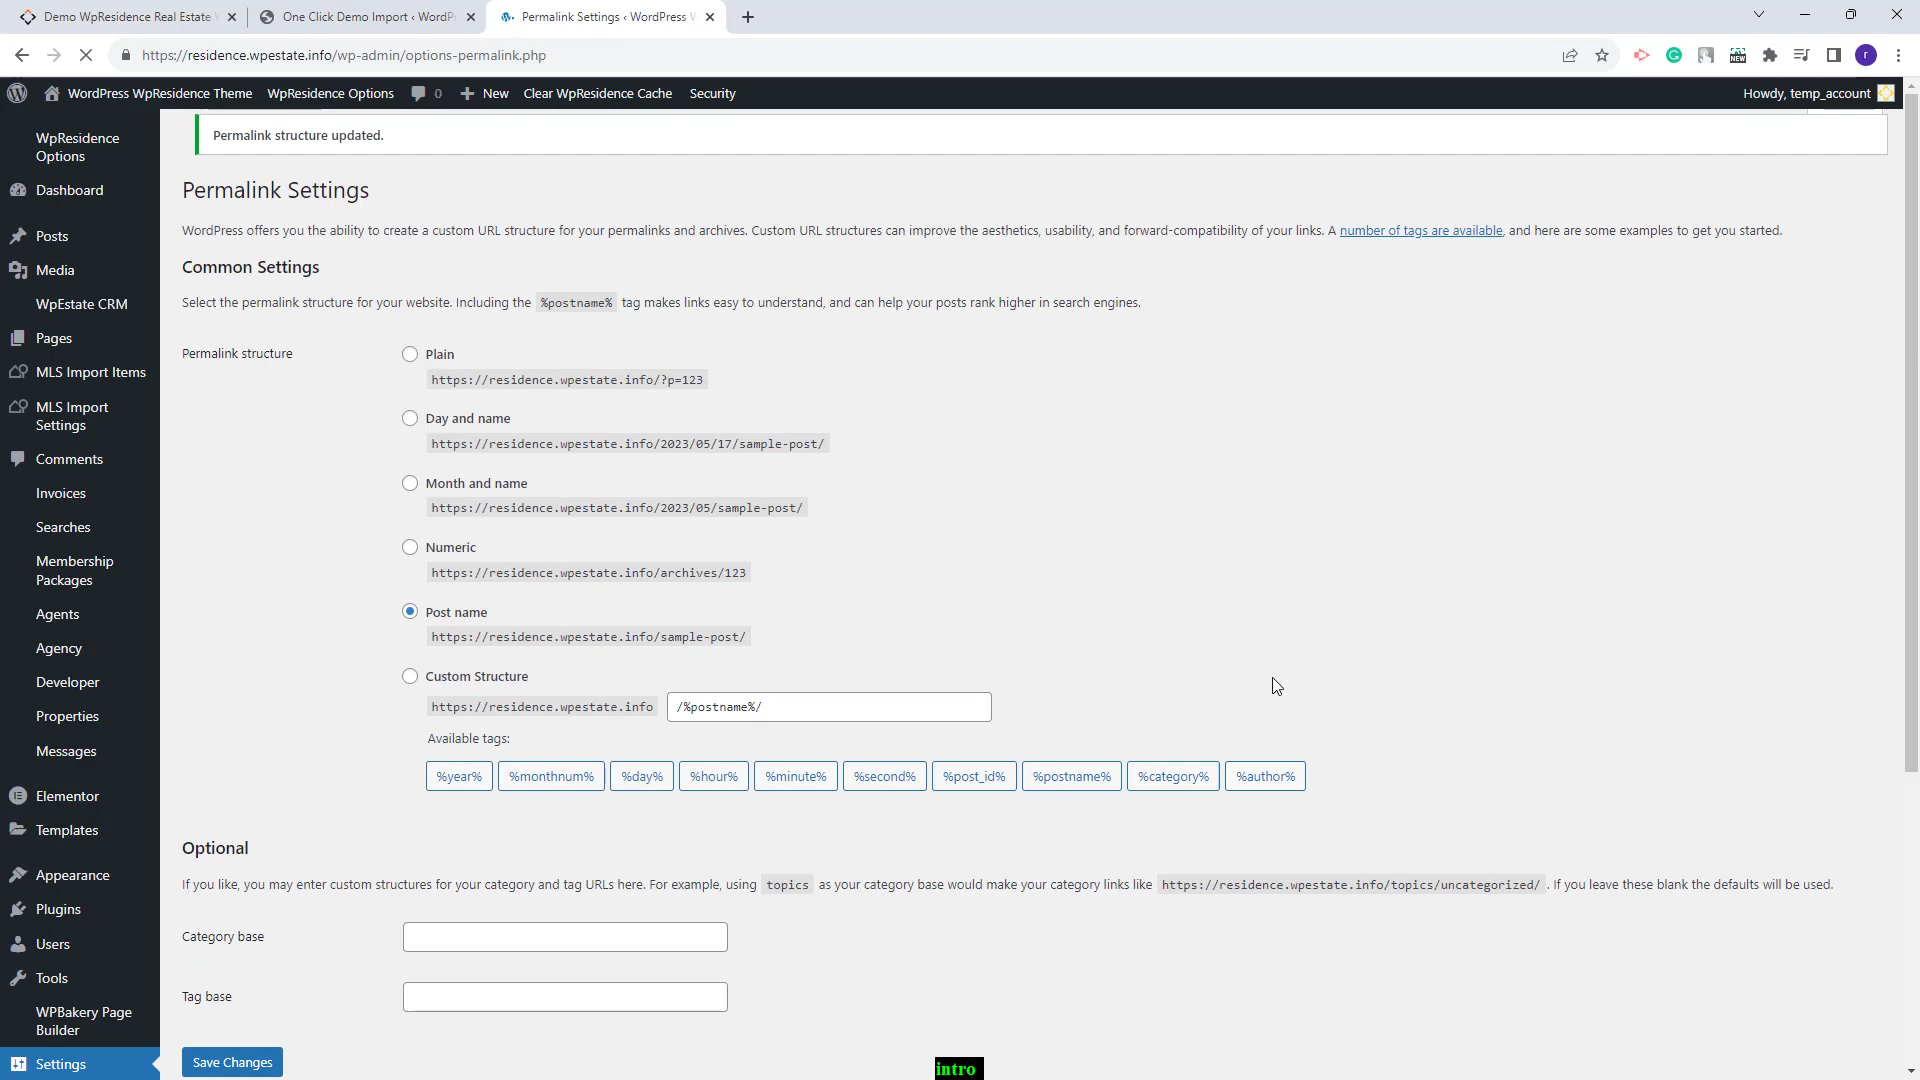 Demo WpResidence Real Estate
One Click Demo Import ‹ WordP
Permalink Settings ‹ WordPress
https://residence.wpestate.info/wp-admin/options-permalink.php
NEW
r
WordPress WpResidence Theme
WpResidence Options
0
New
Clear WpResidence Cache
Security
Howdy, temp_account
WpResidence
Options
Dashboard
Posts
Media
WpEstate CRM
Pages
MLS Import Items
MLS Import
Settings
Comments
Invoices
Searches
Membership
Packages
Agents
Agency
Developer
Properties
Messages
Elementor
Templates
Appearance
Plugins
Users
Tools
WPBakery Page
Builder
Settings
Permalink structure updated.
Permalink Settings
WordPress offers you the ability to create a custom URL structure for your permalinks and archives. Custom URL structures can improve the aesthetics, usability, and forward-compatibility of your links. A number of tags are available, and here are some examples to get you started.
Common Settings
Select the permalink structure for your website. Including the %postname% tag makes links easy to understand, and can help your posts rank higher in search engines.
Permalink structure
Plain
https://residence.wpestate.info/?p=123
Day and name
https://residence.wpestate.info/2023/05/17/sample-post/
Month and name
https://residence.wpestate.info/2023/05/sample-post/
Numeric
https://residence.wpestate.info/archives/123
Post name
https://residence.wpestate.info/sample-post/
Custom Structure
https://residence.wpestate.info /%postname%/
Available tags:
%year% %monthnum% %day% %hour% %minute% %second% %post_id% %postname% %category% %author%
Optional
If you like, you may enter custom structures for your category and tag URLs here. For example, using topics as your category base would make your category links like https://residence.wpestate.info/topics/uncategorized/ . If you leave these blank the defaults will be used.
Category base
Tag base
Save Changes
intro